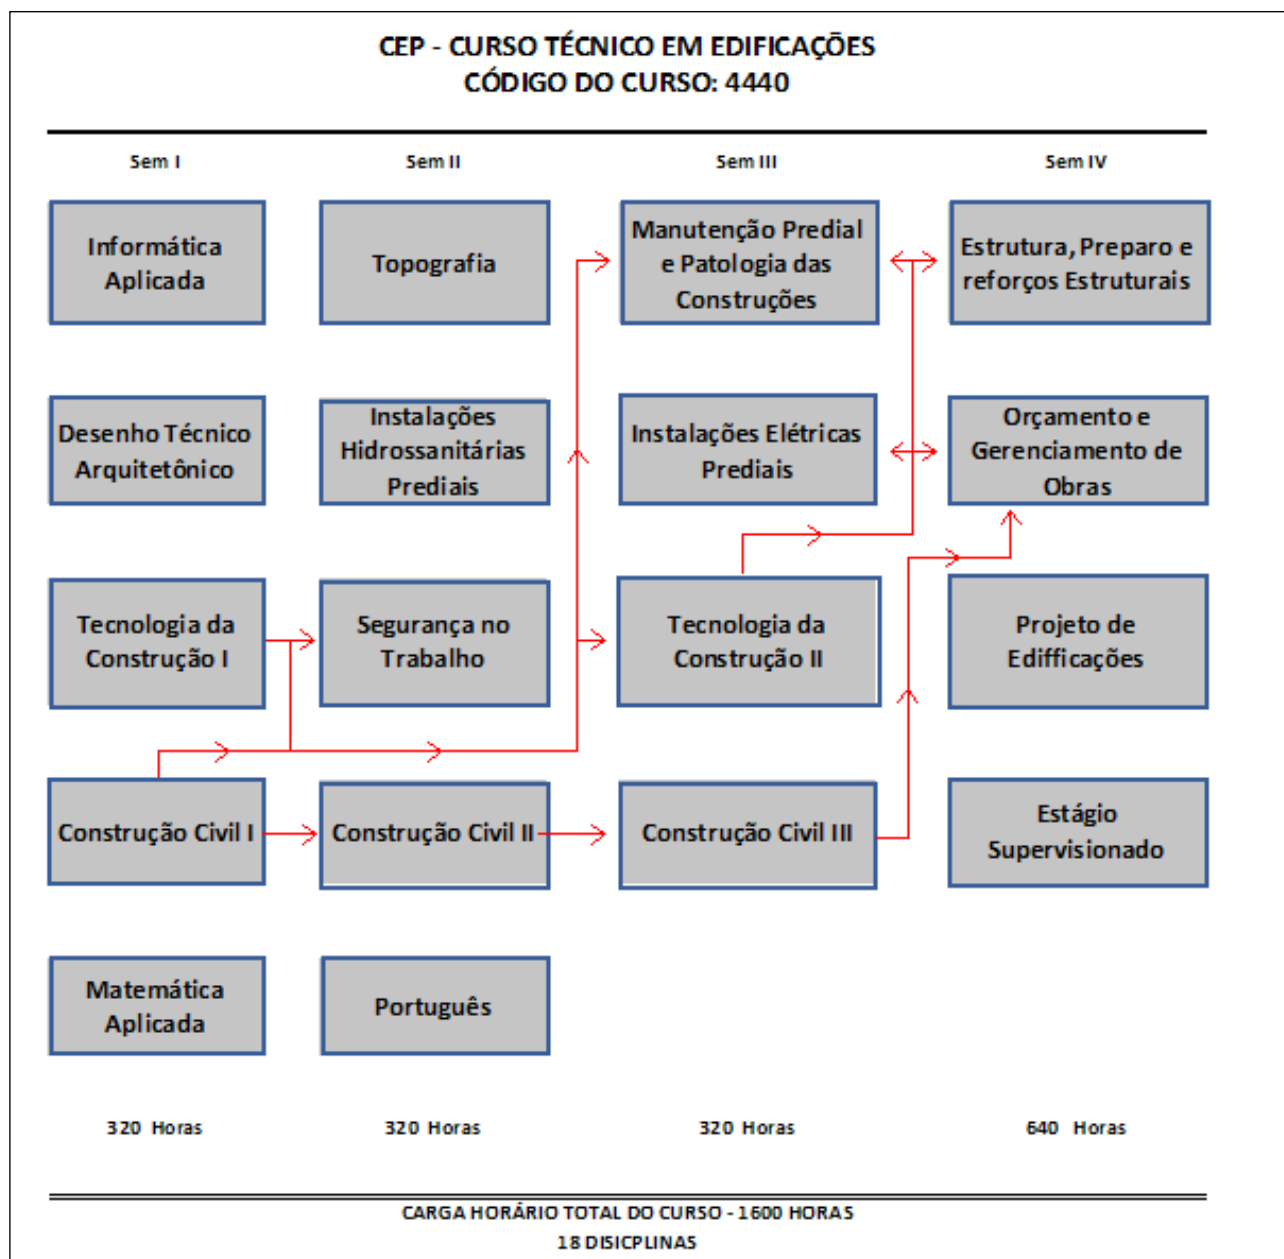 CEP - CURSO TÉCNICO EM EDIFICAÇÕES
CÓDIGO DO CURSO: 4440
Sem I
Sem II
Sem III
Sem IV
Informática
Aplicada
Topografia
Manutenção Predial
e Patologia das
Construções
Estrutura, Preparo e
reforços Estruturais
Desenho Técnico
Arquitetônico
Instalações
Hidrossanitárias
Prediais
Instalações Elétricas
Prediais
Orçamento e
Gerenciamento de
Obras
Tecnologia da
Construção I
Segurança no
Trabalho
Tecnologia da
Construção II
Projeto de
Edifficações
Construção Civil I
Construção Civil II
Construção Civil III
Estágio
Supervisionado
Matemática
Aplicada
Português
320 Horas
320 Horas
320 Horas
640 Horas
CARGA HORÁRIO TOTAL DO CURSO - 1600 HORAS
18 DISICPLINAS